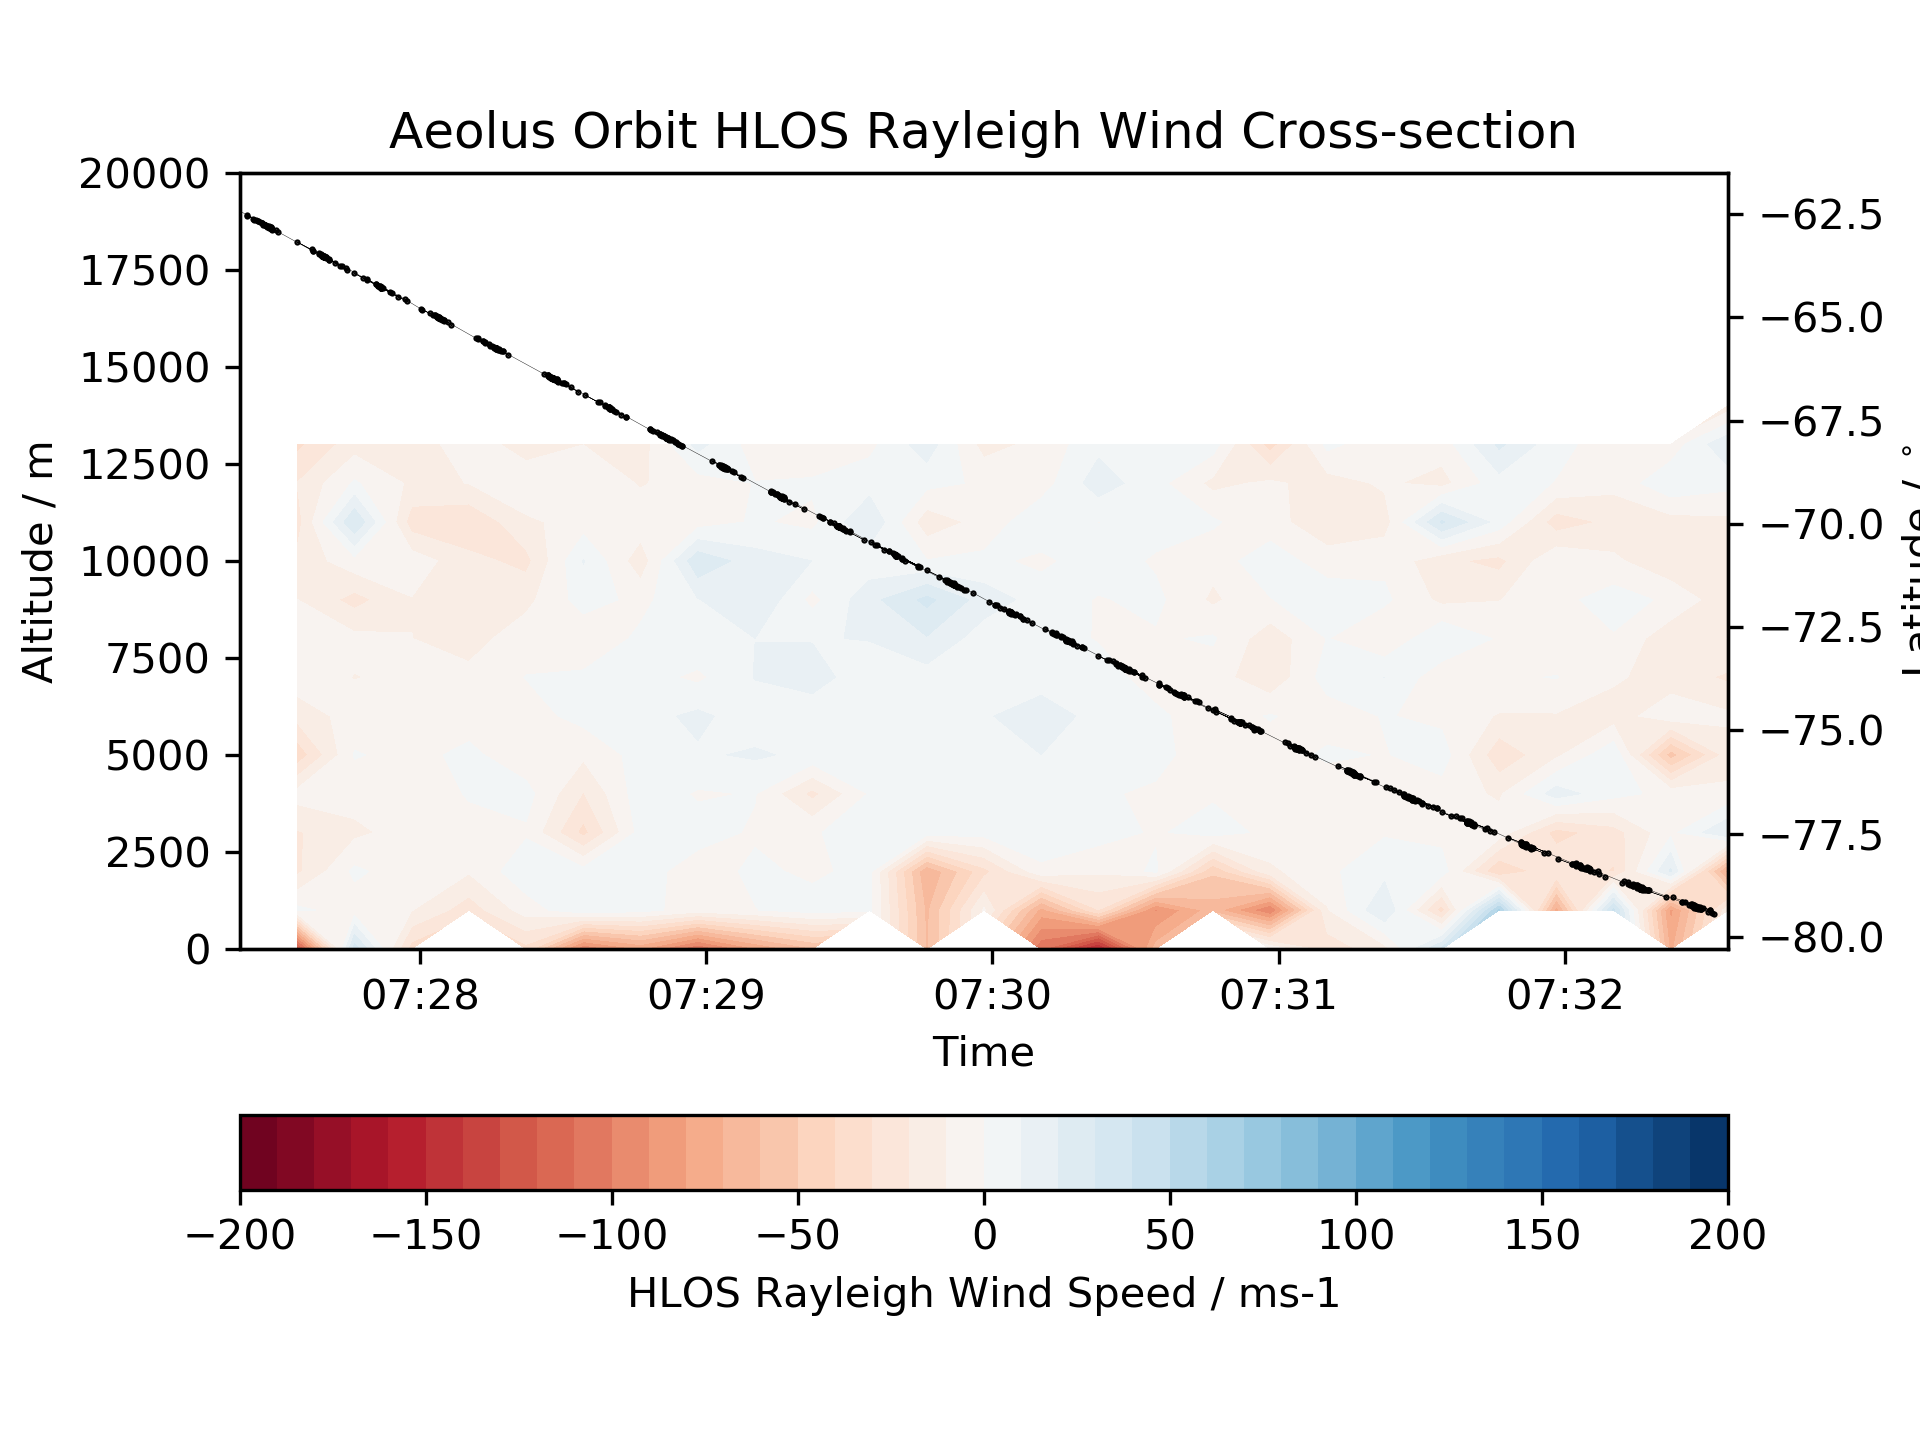 Aeolus Orbit HLOS Rayleigh Wind Cross-section
20000
17500
15000
12500
10000
7500
5000
2500
0
Altitude / m
−62.5
−65.0
−67.5
−70.0
−72.5
−75.0
−77.5
−80.0
Latitude / °
07:28 07:29 07:30 07:31 07:32
Time
−200 −150 −100 −50 0 50 100 150 200
HLOS Rayleigh Wind Speed / ms-1